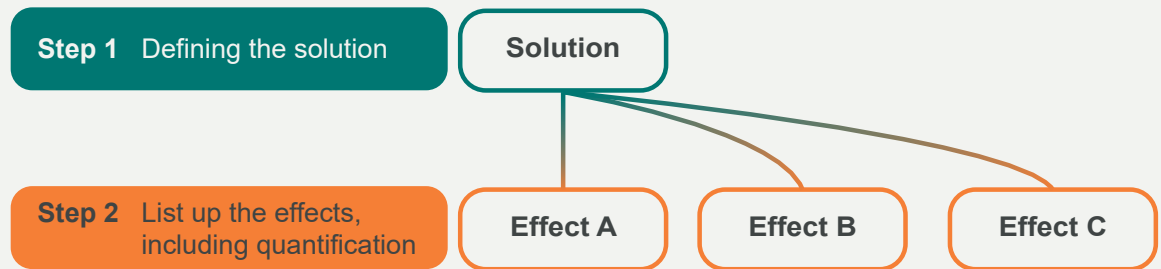 Step 1 Defining the solution
Solution
Step 2 List up the effects,
including quantification
Effect A
Effect B
Effect C